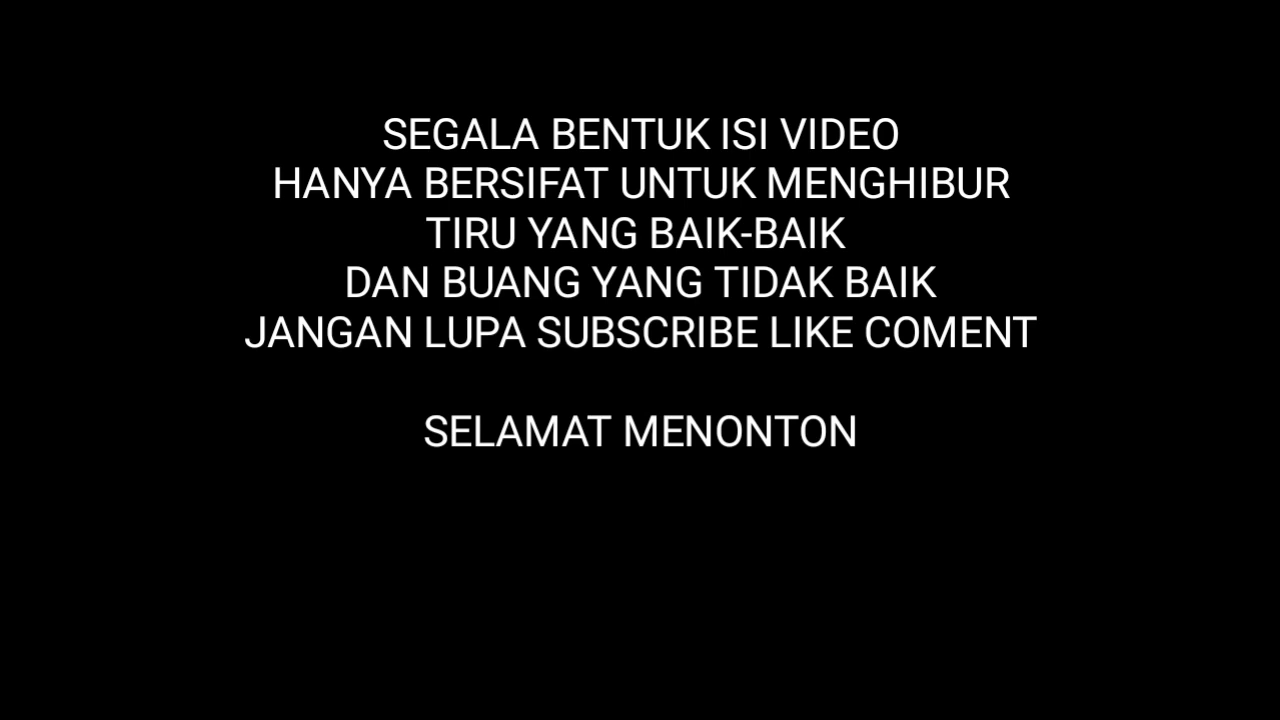 SEGALA BENTUK ISI VIDEO
HANYA BERSIFAT UNTUK MENGHIBUR
TIRU YANG BAIK-BAIK
DAN BUANG YANG TIDAK BAIK
JANGAN LUPA SUBSCRIBE LIKE COMENT
SELAMAT MENONTON